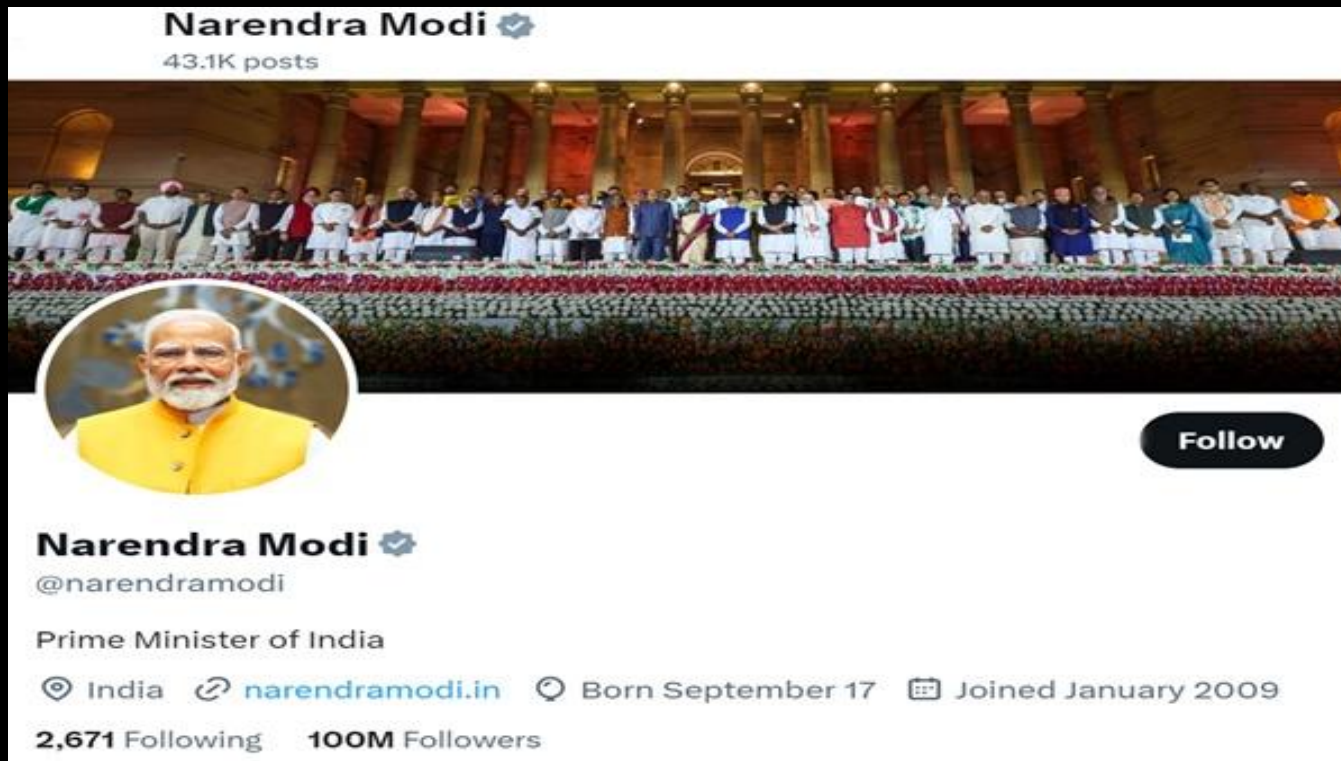 Narendra Modi
43.1K posts
Follow
Narendra Modi
@narendramodi
Prime Minister of India
India narendramodi.in Born September 17 Joined January 2009
2,671 Following 100M Followers